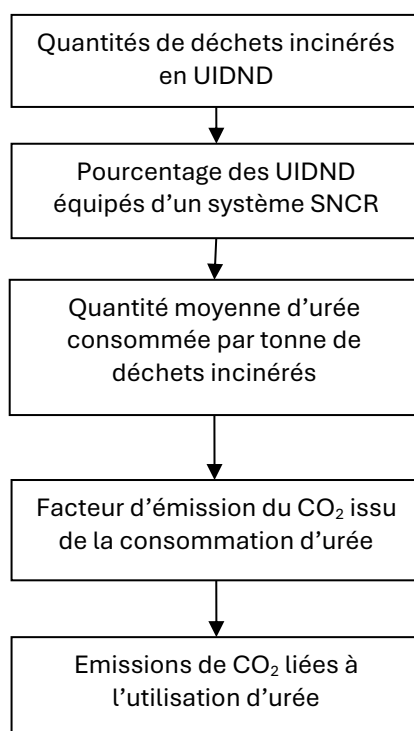 Quantités de déchets incinérés
en UIDND
Pourcentage des UIDND
équipés d’un système SNCR
Quantité moyenne d’urée
consommée par tonne de
déchets incinérés
Facteur d’émission du CO₂ issu
de la consommation d’urée
Emissions de CO₂ liées à
l’utilisation d’urée